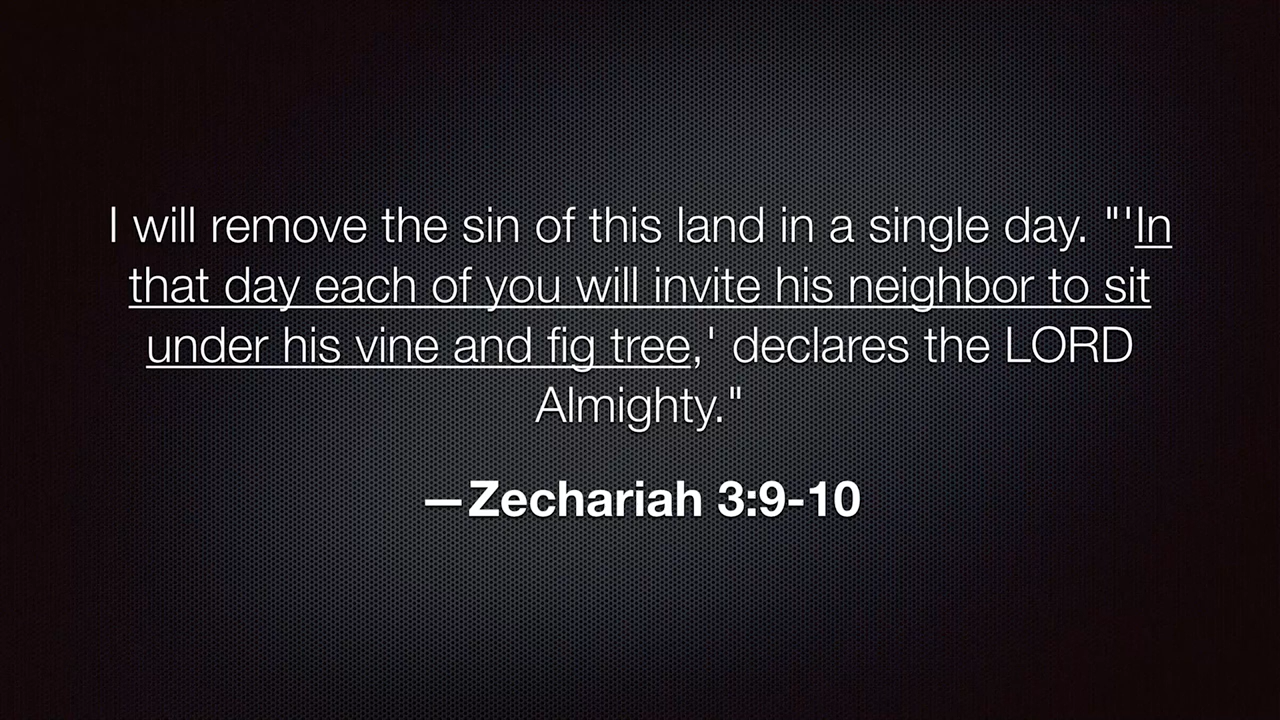 I will remove the sin of this land in a single day. "'In
that day each of you will invite his neighbor to sit
under his vine and fig tree,' declares the LORD
Almighty."
—Zechariah 3:9-10